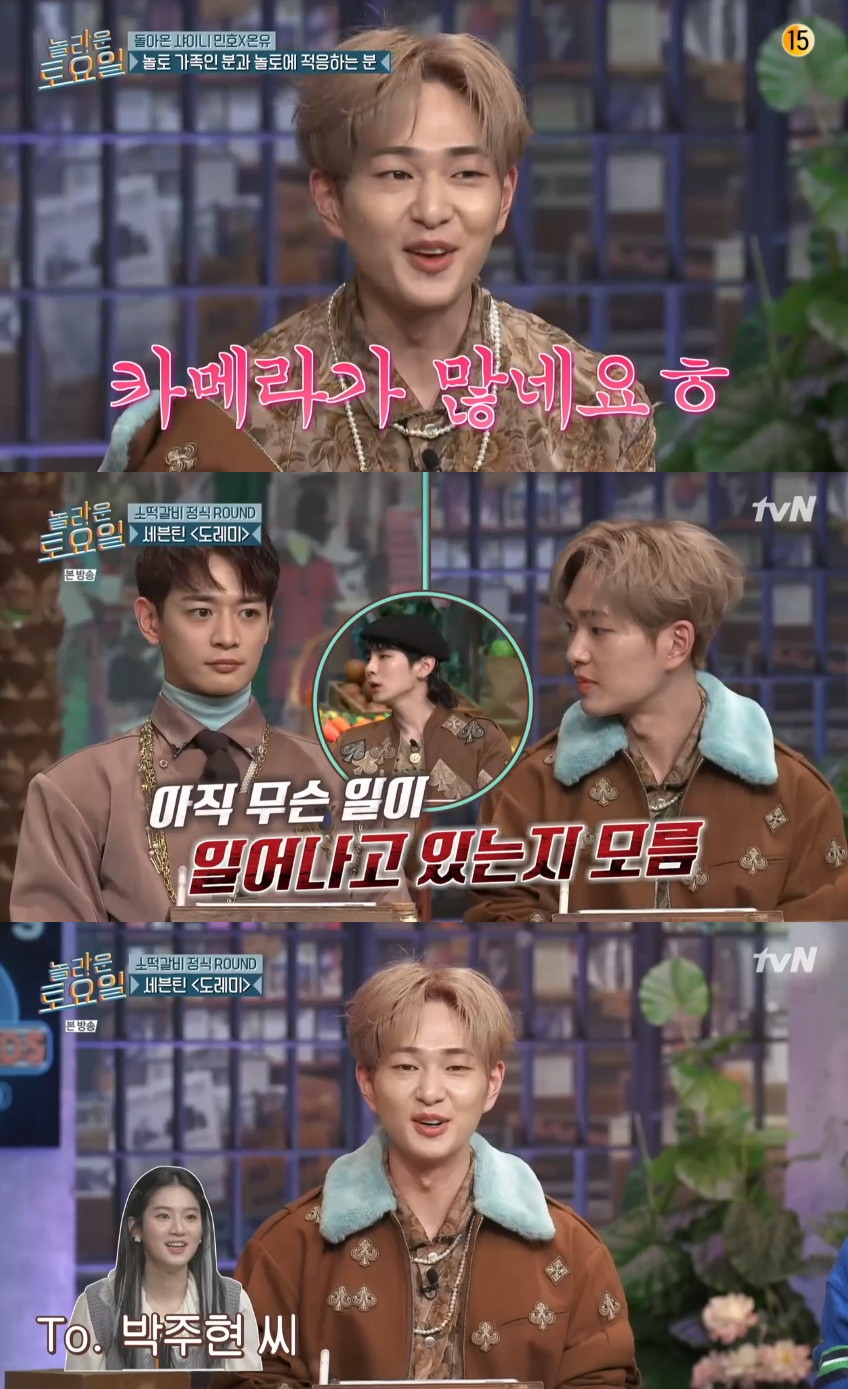 놀라운
토요일
돌아온 샤이니 민호X온유
놀토 가족인 분과 놀토에 적응하는 분
15
카메라가 많네요ㅎ
놀라운
토요일
소떡갈비 정식 ROUND
세븐틴 <도레미>
본 방송
tvN
아직 무슨 일이
일어나고 있는지 모름
놀라운
토요일
소떡갈비 정식 ROUND
세븐틴 <도레미>
본 방송
tvN
To. 박주현 씨